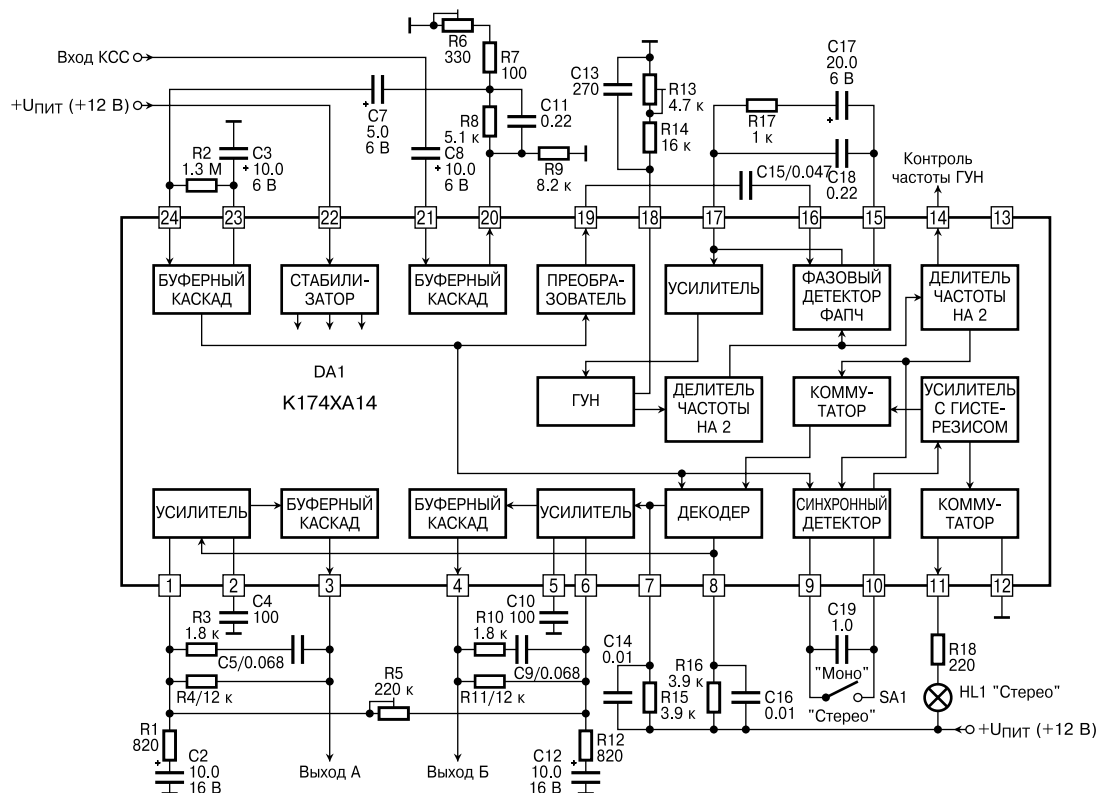 Вход КСС
+Uпит (+12 В)
R6
330
R7
100
C7
5.0
6 В
R8
5.1 к
C11
0.22
R9
8.2 к
C8
10.0
6 В
R2
1.3 М
C3
10.0
6 В
C13
270
R13
4.7 к
R14
16 к
C15/0.047
R17
1 к
C17
20.0
6 В
C18
0.22
Контроль
частоты ГУН
24
23
22
21
20
19
18
17
16
15
14
13
БУФЕРНЫЙ
КАСКАД
СТАБИЛИ-
ЗАТОР
БУФЕРНЫЙ
КАСКАД
ПРЕОБРА-
ЗОВАТЕЛЬ
УСИЛИТЕЛЬ
ФАЗОВЫЙ
ДЕТЕКТОР
ФАПЧ
ДЕЛИТЕЛЬ
ЧАСТОТЫ
НА 2
DA1
К174ХА14
ГУН
ДЕЛИТЕЛЬ
ЧАСТОТЫ
НА 2
КОММУ-
ТАТОР
УСИЛИТЕЛЬ
С ГИСТЕ-
РЕЗИСОМ
УСИЛИТЕЛЬ
БУФЕРНЫЙ
КАСКАД
БУФЕРНЫЙ
КАСКАД
УСИЛИТЕЛЬ
ДЕКОДЕР
СИНХРОННЫЙ
ДЕТЕКТОР
КОММУ-
ТАТОР
1
2
3
4
5
6
7
8
9
10
11
12
C4
100
R3
1.8 к
C5/0.068
R4/12 к
R5
220 к
C10
100
R10
1.8 к
C9/0.068
R11/12 к
C14
0.01
R15
3.9 к
R16
3.9 к
C16
0.01
C19
1.0
"Моно"
SA1
"Стерео"
R18
220
HL1 "Стерео"
+Uпит (+12 В)
R1
820
C2
10.0
16 В
Выход А
Выход Б
C12
10.0
16 В
R12
820